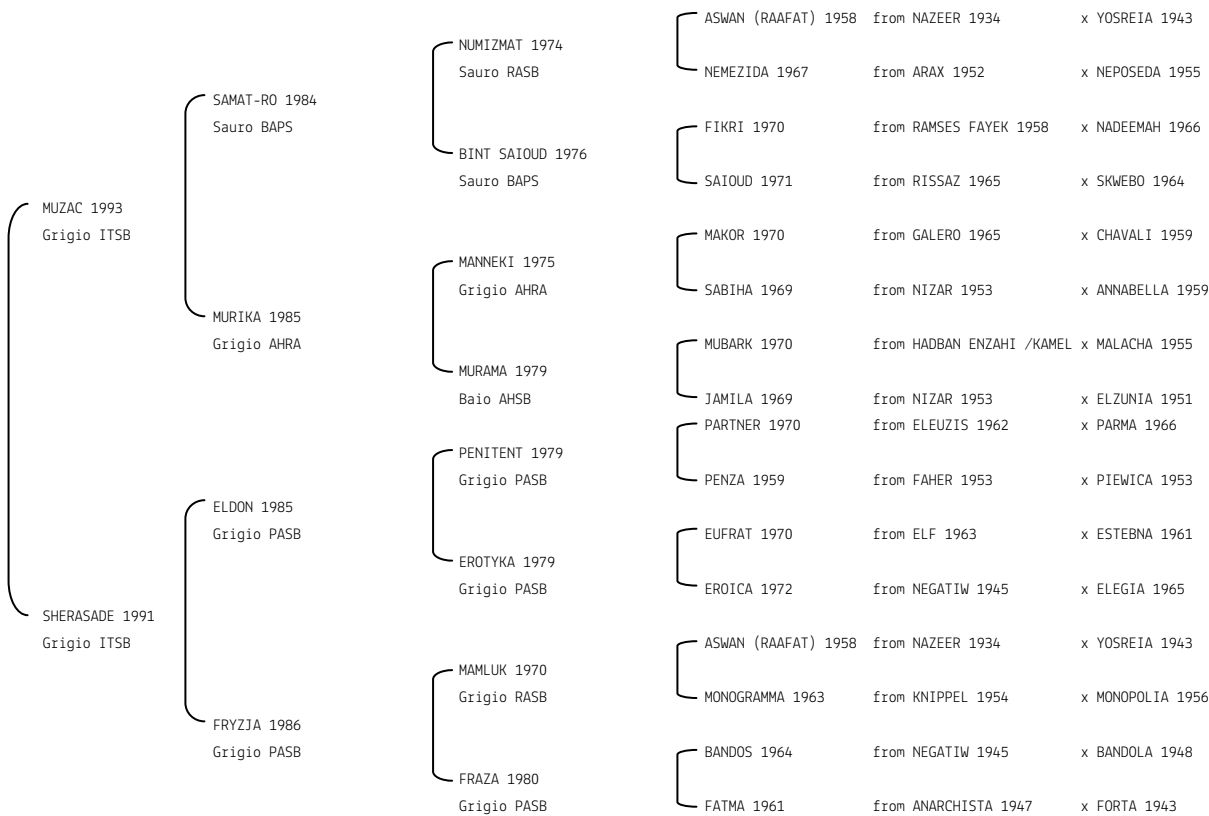 ASWAN (RAAFAT) 1958 from NAZEER 1934 x YOSREIA 1943
NUMIZMAT 1974
Sauro RASB
NEMEZIDA 1967 from ARAX 1952 x NEPOSEDA 1955
SAMAT-RO 1984
Sauro BAPS
FIKRI 1970 from RAMSES FAYEK 1958 x NADEEMAH 1966
BINT SAIOUD 1976
Sauro BAPS
SAIOUD 1971 from RISSAZ 1965 x SKWEBO 1964
MUZAC 1993
Grigio ITSB
MAKOR 1970 from GALERO 1965 x CHAVALI 1959
MANNEKI 1975
Grigio AHRA
SABIHA 1969 from NIZAR 1953 x ANNABELLA 1959
MURIKA 1985
Grigio AHRA
MUBARK 1970 from HADBAN ENZAHI /KAMEL x MALACHA 1955
MURAMA 1979
Baio AHSB
JAMILA 1969 from NIZAR 1953 x ELZUNIA 1951
PARTNER 1970 from ELEUZIS 1962 x PARMA 1966
PENITENT 1979
Grigio PASB
PENZA 1959 from FAHER 1953 x PIEWICA 1953
ELDON 1985
Grigio PASB
EUFRAT 1970 from ELF 1963 x ESTEBNA 1961
EROTYKA 1979
Grigio PASB
EROICA 1972 from NEGATIW 1945 x ELEGIA 1965
SHERASADE 1991
Grigio ITSB
ASWAN (RAAFAT) 1958 from NAZEER 1934 x YOSREIA 1943
MAMLUK 1970
Grigio RASB
MONOGRAMMA 1963 from KNIPPEL 1954 x MONOPOLIA 1956
FRYZJA 1986
Grigio PASB
BANDOS 1964 from NEGATIW 1945 x BANDOLA 1948
FRAZA 1980
Grigio PASB
FATMA 1961 from ANARCHISTA 1947 x FORTA 1943